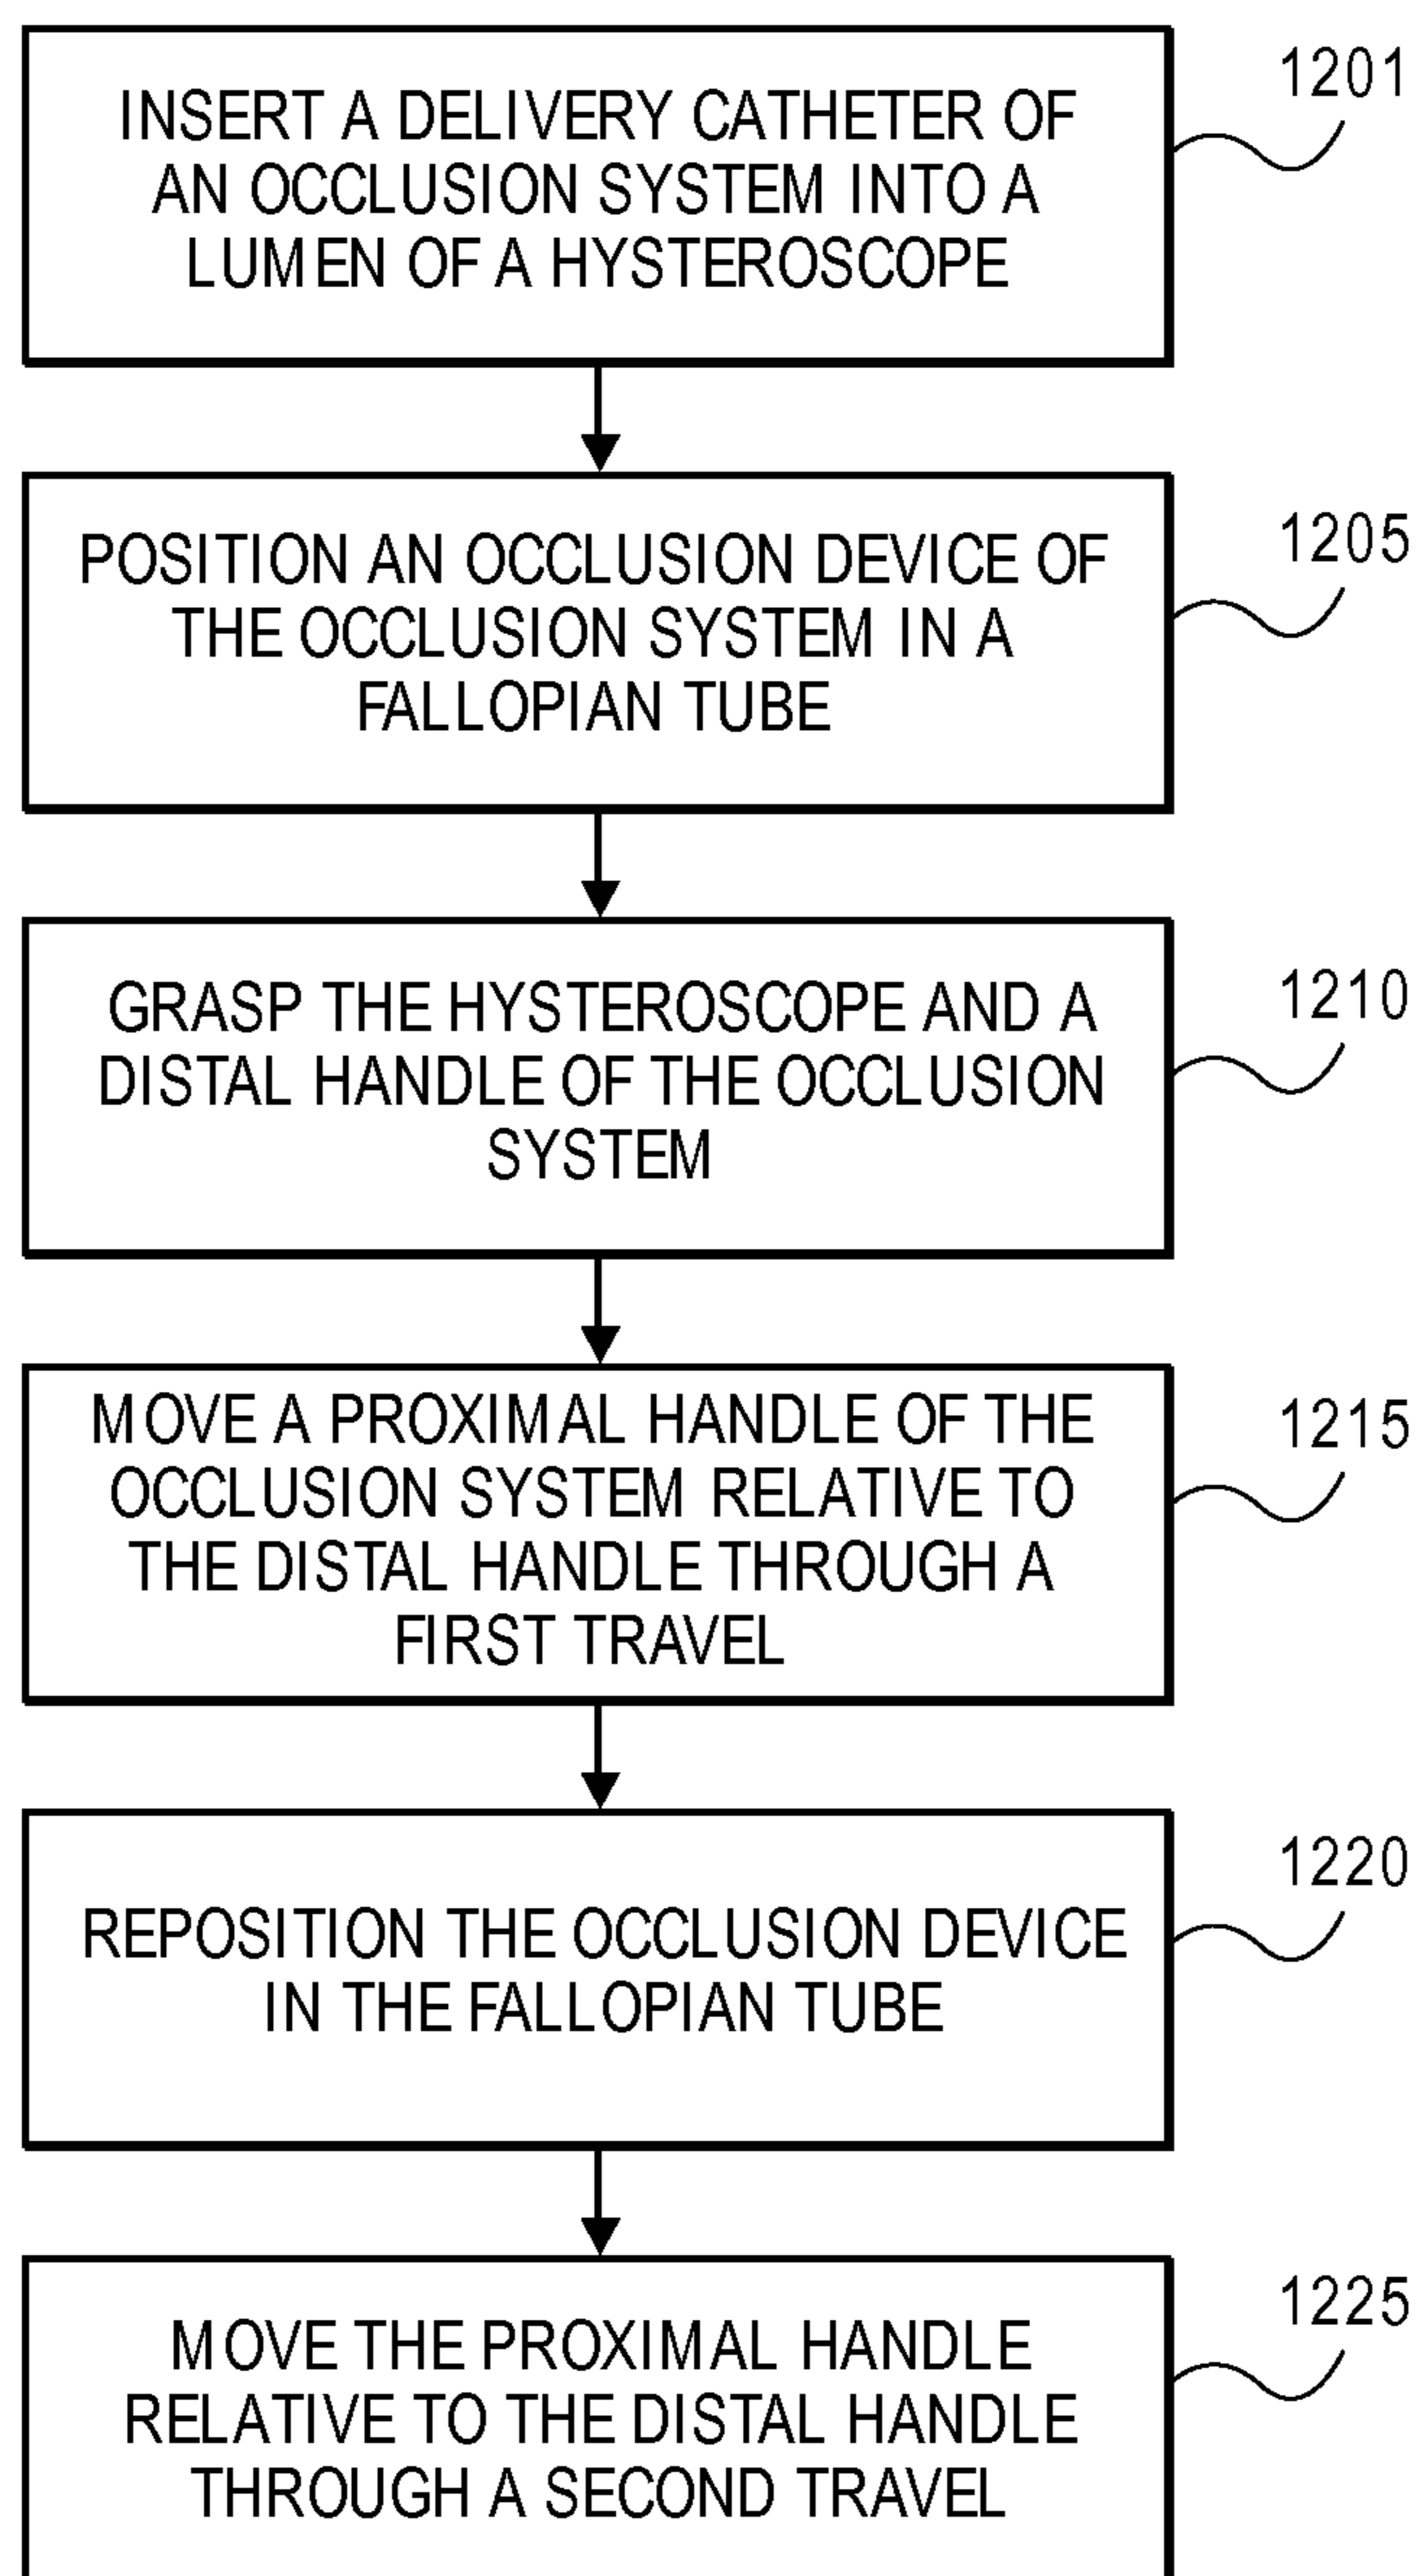 INSERT A DELIVERY CATHETER OF
AN OCCLUSION SYSTEM INTO A
LUMEN OF A HYSTEROSCOPE
1201
POSITION AN OCCLUSION DEVICE OF
THE OCCLUSION SYSTEM IN A
FALLOPIAN TUBE
1205
GRASP THE HYSTEROSCOPE AND A
DISTAL HANDLE OF THE OCCLUSION
SYSTEM
1210
MOVE A PROXIMAL HANDLE OF THE
OCCLUSION SYSTEM RELATIVE TO
THE DISTAL HANDLE THROUGH A
FIRST TRAVEL
1215
REPOSITION THE OCCLUSION DEVICE
IN THE FALLOPIAN TUBE
1220
MOVE THE PROXIMAL HANDLE
RELATIVE TO THE DISTAL HANDLE
THROUGH A SECOND TRAVEL
1225